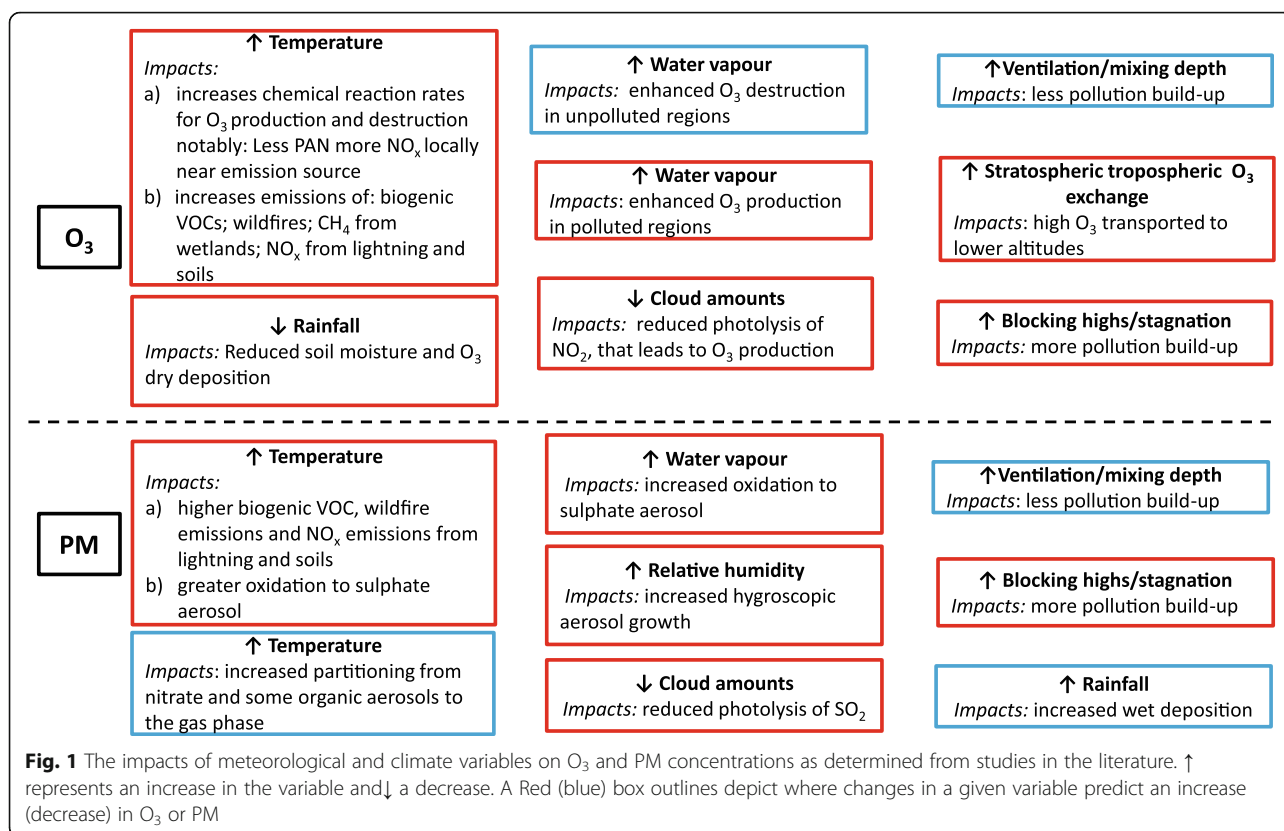 ↑ Temperature
Impacts:
a) increases chemical reaction rates
for O₃ production and destruction
notably: Less PAN more NOₓ locally
near emission source
b) increases emissions of: biogenic
VOCs; wildfires; CH₄ from
wetlands; NOₓ from lightning and
soils
O₃
↓ Rainfall
Impacts: Reduced soil moisture and O₃
dry deposition
↑ Water vapour
Impacts: enhanced O₃ destruction
in unpolluted regions
↑ Water vapour
Impacts: enhanced O₃ production
in polluted regions
↓ Cloud amounts
Impacts: reduced photolysis of
NO₂, that leads to O₃ production
↑Ventilation/mixing depth
Impacts: less pollution build-up
↑ Stratospheric tropospheric O₃
exchange
Impacts: high O₃ transported to
lower altitudes
↑ Blocking highs/stagnation
Impacts: more pollution build-up
PM
↑ Temperature
Impacts:
a) higher biogenic VOC, wildfire
emissions and NOₓ emissions from
lightning and soils
b) greater oxidation to sulphate
aerosol
↑ Temperature
Impacts: increased partitioning from
nitrate and some organic aerosols to
the gas phase
↑ Water vapour
Impacts: increased oxidation to
sulphate aerosol
↑ Relative humidity
Impacts: increased hygroscopic
aerosol growth
↓ Cloud amounts
Impacts: reduced photolysis of SO₂
↑Ventilation/mixing depth
Impacts: less pollution build-up
↑ Blocking highs/stagnation
Impacts: more pollution build-up
↑ Rainfall
Impacts: increased wet deposition
Fig. 1 The impacts of meteorological and climate variables on O₃ and PM concentrations as determined from studies in the literature. ↑
represents an increase in the variable and↓ a decrease. A Red (blue) box outlines depict where changes in a given variable predict an increase
(decrease) in O₃ or PM